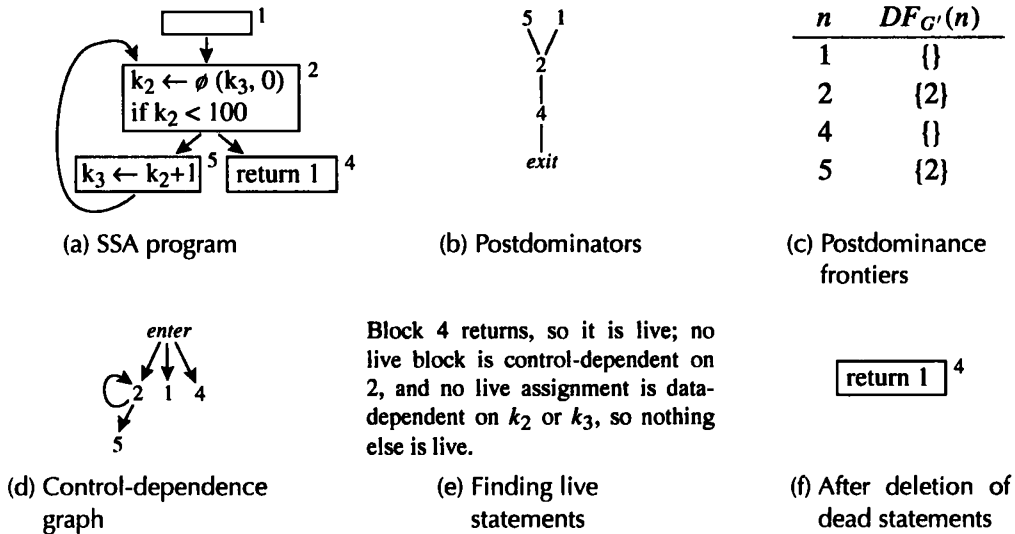 1
k₂ ← ϕ (k₃, 0)
if k₂ < 100
2
k₃ ← k₂+1
5
return 1
4
(a) SSA program
5 1
2
4
exit
(b) Postdominators
n DF_G'(n)
1 {}
2 {2}
4 {}
5 {2}
(c) Postdominance
frontiers
enter
2 1 4
5
(d) Control-dependence
graph
Block 4 returns, so it is live; no
live block is control-dependent on
2, and no live assignment is data-
dependent on k₂ or k₃, so nothing
else is live.
(e) Finding live
statements
return 1
4
(f) After deletion of
dead statements